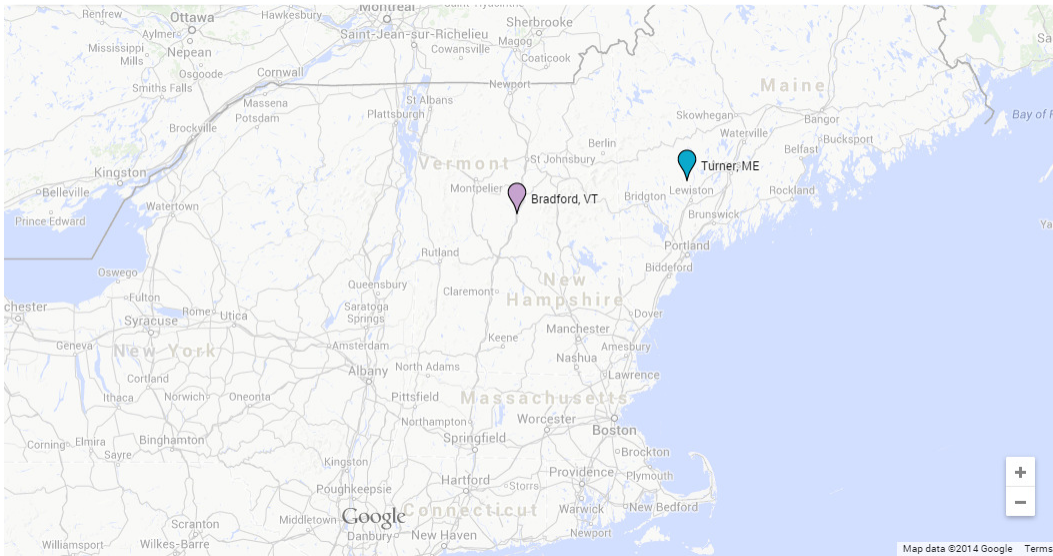 Renfrew
Ottawa
Hawkesbury
Montreal
Sherbrooke
Aylmer
Saint-Jean-sur-Richelieu
Magog
Mississippi Mills
Nepean
Cowansville
Coaticook
Osgoode
Cornwall
Smiths Falls
Newport
Maine
Massena
St Albans
Skowhegan
Potsdam
Plattsburgh
Bangor
Brockville
Waterville
Bucksport
Berlin
Belfast
Vermont
St Johnsbury
Turner, ME
Kingston
Montpelier
Lewiston
Rockland
Belleville
Bradford, VT
Bridgton
Prince Edward
Watertown
Brunswick
Portland
Rutland
Biddeford
Oswego
New
Hampshire
Queensbury
Claremont
Fulton
Saratoga
Springs
Rome
Utica
Dover
Syracuse
Manchester
Geneva
New York
Amsterdam
Keene
Amesbury
Nashua
Albany
North Adams
Lawrence
Cortland
Ithaca
Norwich
Oneonta
Pittsfield
Massachusetts
Northampton
Worcester
Boston
Corning
Elmira
Binghamton
Springfield
Sayre
Brockton
Kingston
Providence
Plymouth
Hartford
Storrs
Poughkeepsie
Warwick
New Bedford
Google
Connecticut
Middletown
Scranton
Danbury
New Haven
Newport
Williamsport
Wilkes-Barre
+
−
Map data ©2014 Google
Terms